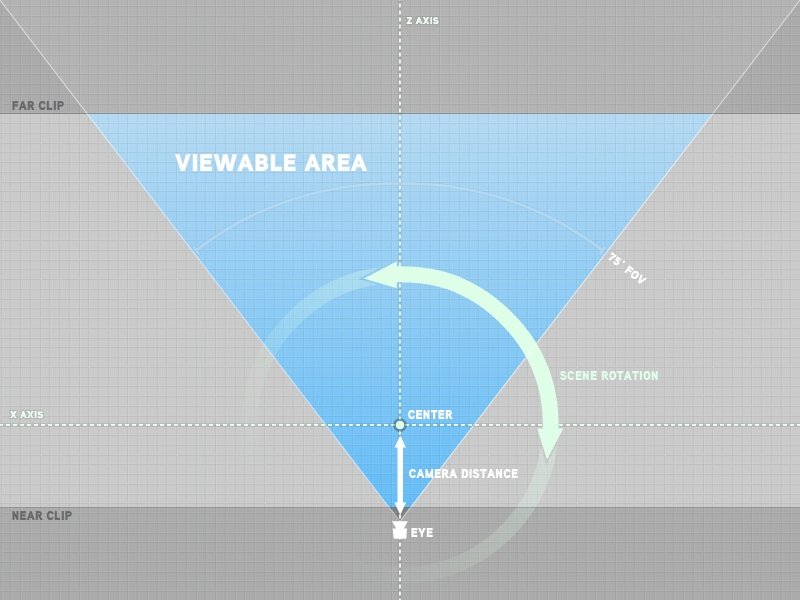 Z AXIS
FAR CLIP
VIEWABLE AREA
75° FOV
SCENE ROTATION
X AXIS
CENTER
CAMERA DISTANCE
NEAR CLIP
EYE